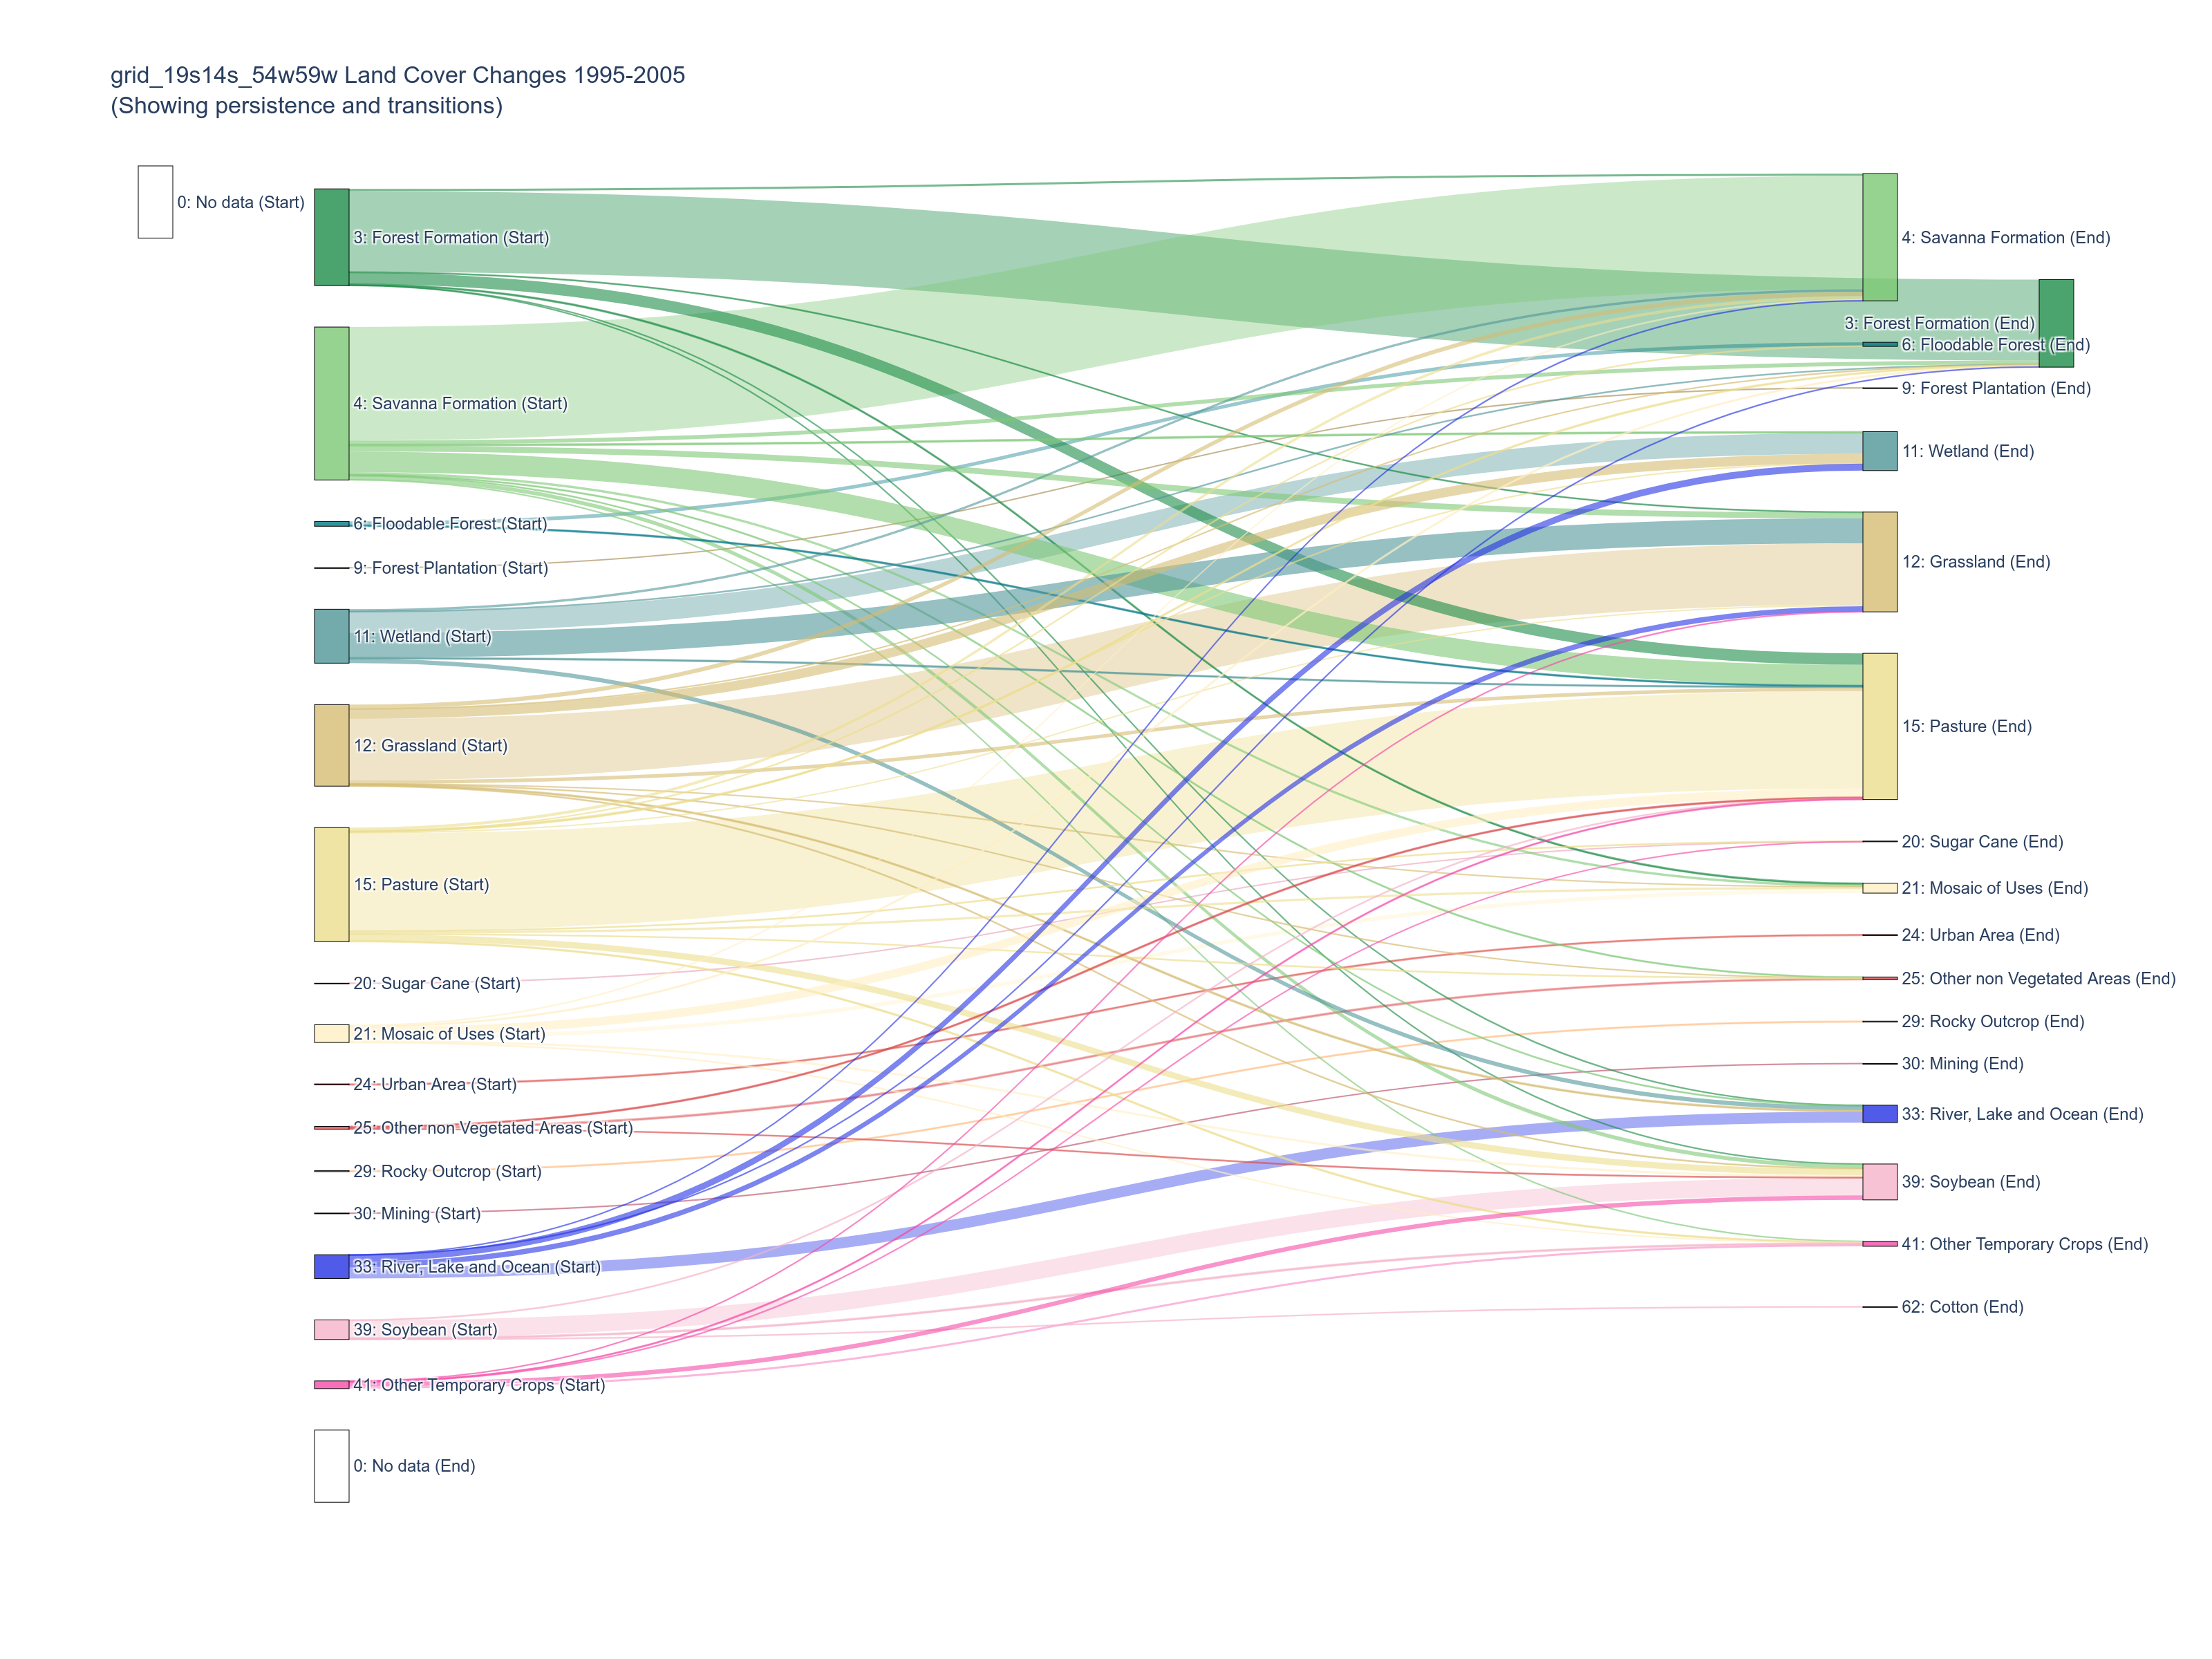 grid_19s14s_54w59w Land Cover Changes 1995-2005
(Showing persistence and transitions)
0: No data (Start)
3: Forest Formation (Start)
4: Savanna Formation (Start)
6: Floodable Forest (Start)
9: Forest Plantation (Start)
11: Wetland (Start)
12: Grassland (Start)
15: Pasture (Start)
20: Sugar Cane (Start)
21: Mosaic of Uses (Start)
24: Urban Area (Start)
25: Other non Vegetated Areas (Start)
29: Rocky Outcrop (Start)
30: Mining (Start)
33: River, Lake and Ocean (Start)
39: Soybean (Start)
41: Other Temporary Crops (Start)
0: No data (End)
4: Savanna Formation (End)
3: Forest Formation (End)
6: Floodable Forest (End)
9: Forest Plantation (End)
11: Wetland (End)
12: Grassland (End)
15: Pasture (End)
20: Sugar Cane (End)
21: Mosaic of Uses (End)
24: Urban Area (End)
25: Other non Vegetated Areas (End)
29: Rocky Outcrop (End)
30: Mining (End)
33: River, Lake and Ocean (End)
39: Soybean (End)
41: Other Temporary Crops (End)
62: Cotton (End)